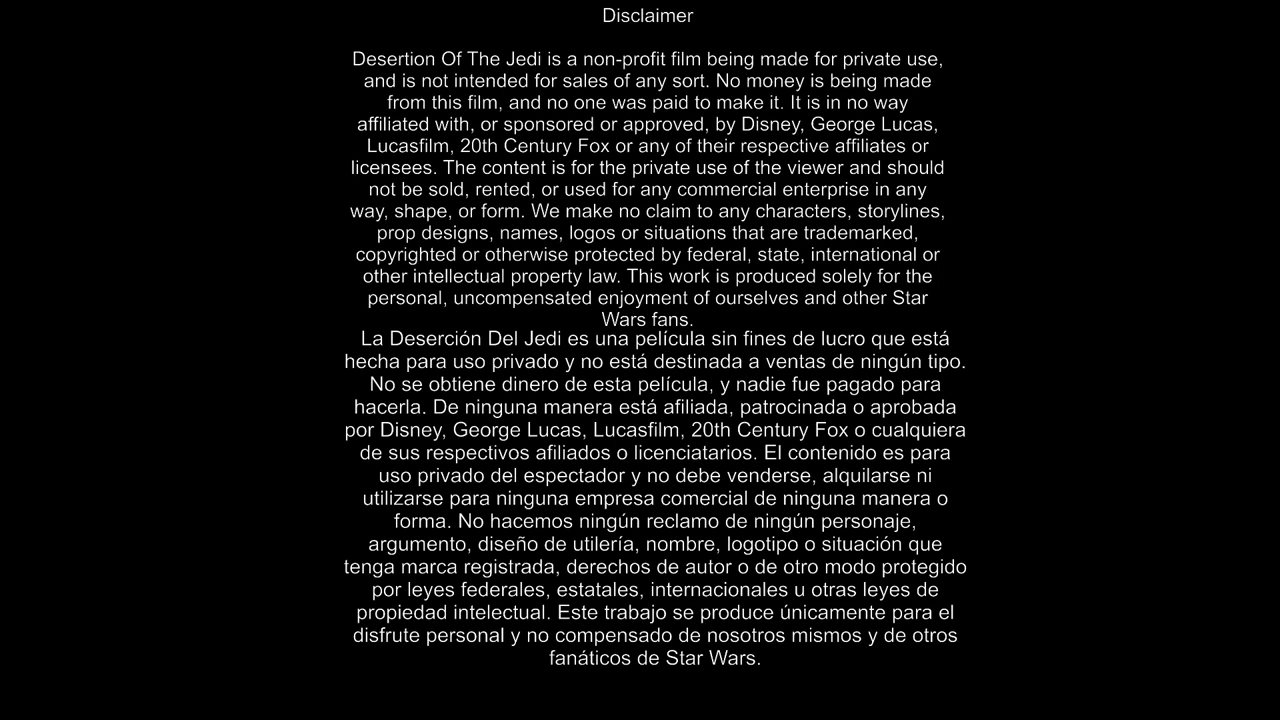 Disclaimer
Desertion Of The Jedi is a non-profit film being made for private use,
and is not intended for sales of any sort. No money is being made
from this film, and no one was paid to make it. It is in no way
affiliated with, or sponsored or approved, by Disney, George Lucas,
Lucasfilm, 20th Century Fox or any of their respective affiliates or
licensees. The content is for the private use of the viewer and should
not be sold, rented, or used for any commercial enterprise in any
way, shape, or form. We make no claim to any characters, storylines,
prop designs, names, logos or situations that are trademarked,
copyrighted or otherwise protected by federal, state, international or
other intellectual property law. This work is produced solely for the
personal, uncompensated enjoyment of ourselves and other Star
Wars fans.
La Deserción Del Jedi es una película sin fines de lucro que está
hecha para uso privado y no está destinada a ventas de ningún tipo.
No se obtiene dinero de esta película, y nadie fue pagado para
hacerla. De ninguna manera está afiliada, patrocinada o aprobada
por Disney, George Lucas, Lucasfilm, 20th Century Fox o cualquiera
de sus respectivos afiliados o licenciatarios. El contenido es para
uso privado del espectador y no debe venderse, alquilarse ni
utilizarse para ninguna empresa comercial de ninguna manera o
forma. No hacemos ningún reclamo de ningún personaje,
argumento, diseño de utilería, nombre, logotipo o situación que
tenga marca registrada, derechos de autor o de otro modo protegido
por leyes federales, estatales, internacionales u otras leyes de
propiedad intelectual. Este trabajo se produce únicamente para el
disfrute personal y no compensado de nosotros mismos y de otros
fanáticos de Star Wars.